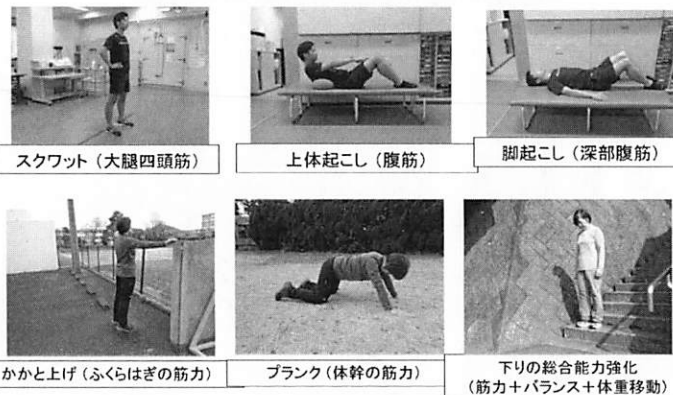 スクワット（大腿四頭筋）
上体起こし（腹筋）
脚起こし（深部腹筋）
かかと上げ（ふくらはぎの筋力）
プランク（体幹の筋力）
下りの総合能力強化
（筋力＋バランス＋体重移動）